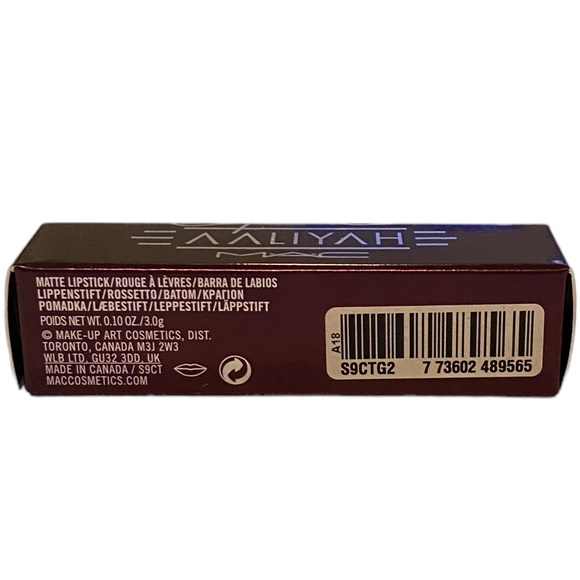 AALIYAH
MAC
MATTE LIPSTICK/ROUGE À LÈVRES/BARRA DE LABIOS
LIPPENSTIFT/ROSSETTO/BATOM/ΚΡΑΓΙΟΝ
POMADKA/LÆBESTIFT/LEPPESTIFT/LÄPPSTIFT
POIDS NET WT. 0.10 OZ./3.0g
© MAKE-UP ART COSMETICS, DIST.
TORONTO, CANADA M3J 2W3
WLB LTD, GU32 3DD, UK
MADE IN CANADA / S9CT
MACCOSMETICS.COM
A18
S9CTG2 7 73602 489565